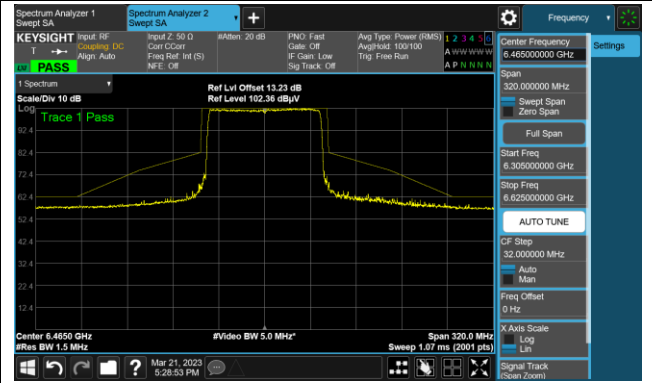 Spectrum Analyzer 1
Swept SA
Spectrum Analyzer 2
Swept SA
Frequency
KEYSIGHT
Input: RF
Coupling: DC
Align: Auto
Input Z: 50 Ω
Corr CCorr
Freq Ref: Int (S)
NFE: Off
#Atten: 20 dB
PNO: Fast
Gate: Off
IF Gain: Low
Sig Track: Off
Avg Type: Power (RMS)
Avg|Hold: 100/100
Trig: Free Run
1 2 3 4 5 6
A W W W W W
A P N N N N
LXI
PASS
1 Spectrum
Scale/Div 10 dB
Ref Lvl Offset 13.23 dB
Ref Level 102.36 dBµV
Log
Trace 1 Pass
92.4
82.4
72.4
62.4
52.4
42.4
32.4
22.4
12.4
Center 6.4650 GHz
#Res BW 1.5 MHz
#Video BW 5.0 MHz*
Span 320.0 MHz
Sweep 1.07 ms (2001 pts)
Center Frequency
6.465000000 GHz
Settings
Span
320.000000 MHz
Swept Span
Zero Span
Full Span
Start Freq
6.305000000 GHz
Stop Freq
6.625000000 GHz
AUTO TUNE
CF Step
32.000000 MHz
Auto
Man
Freq Offset
0 Hz
X Axis Scale
Log
Lin
Signal Track
(Span Zoom)
Mar 21, 2023
5:28:53 PM